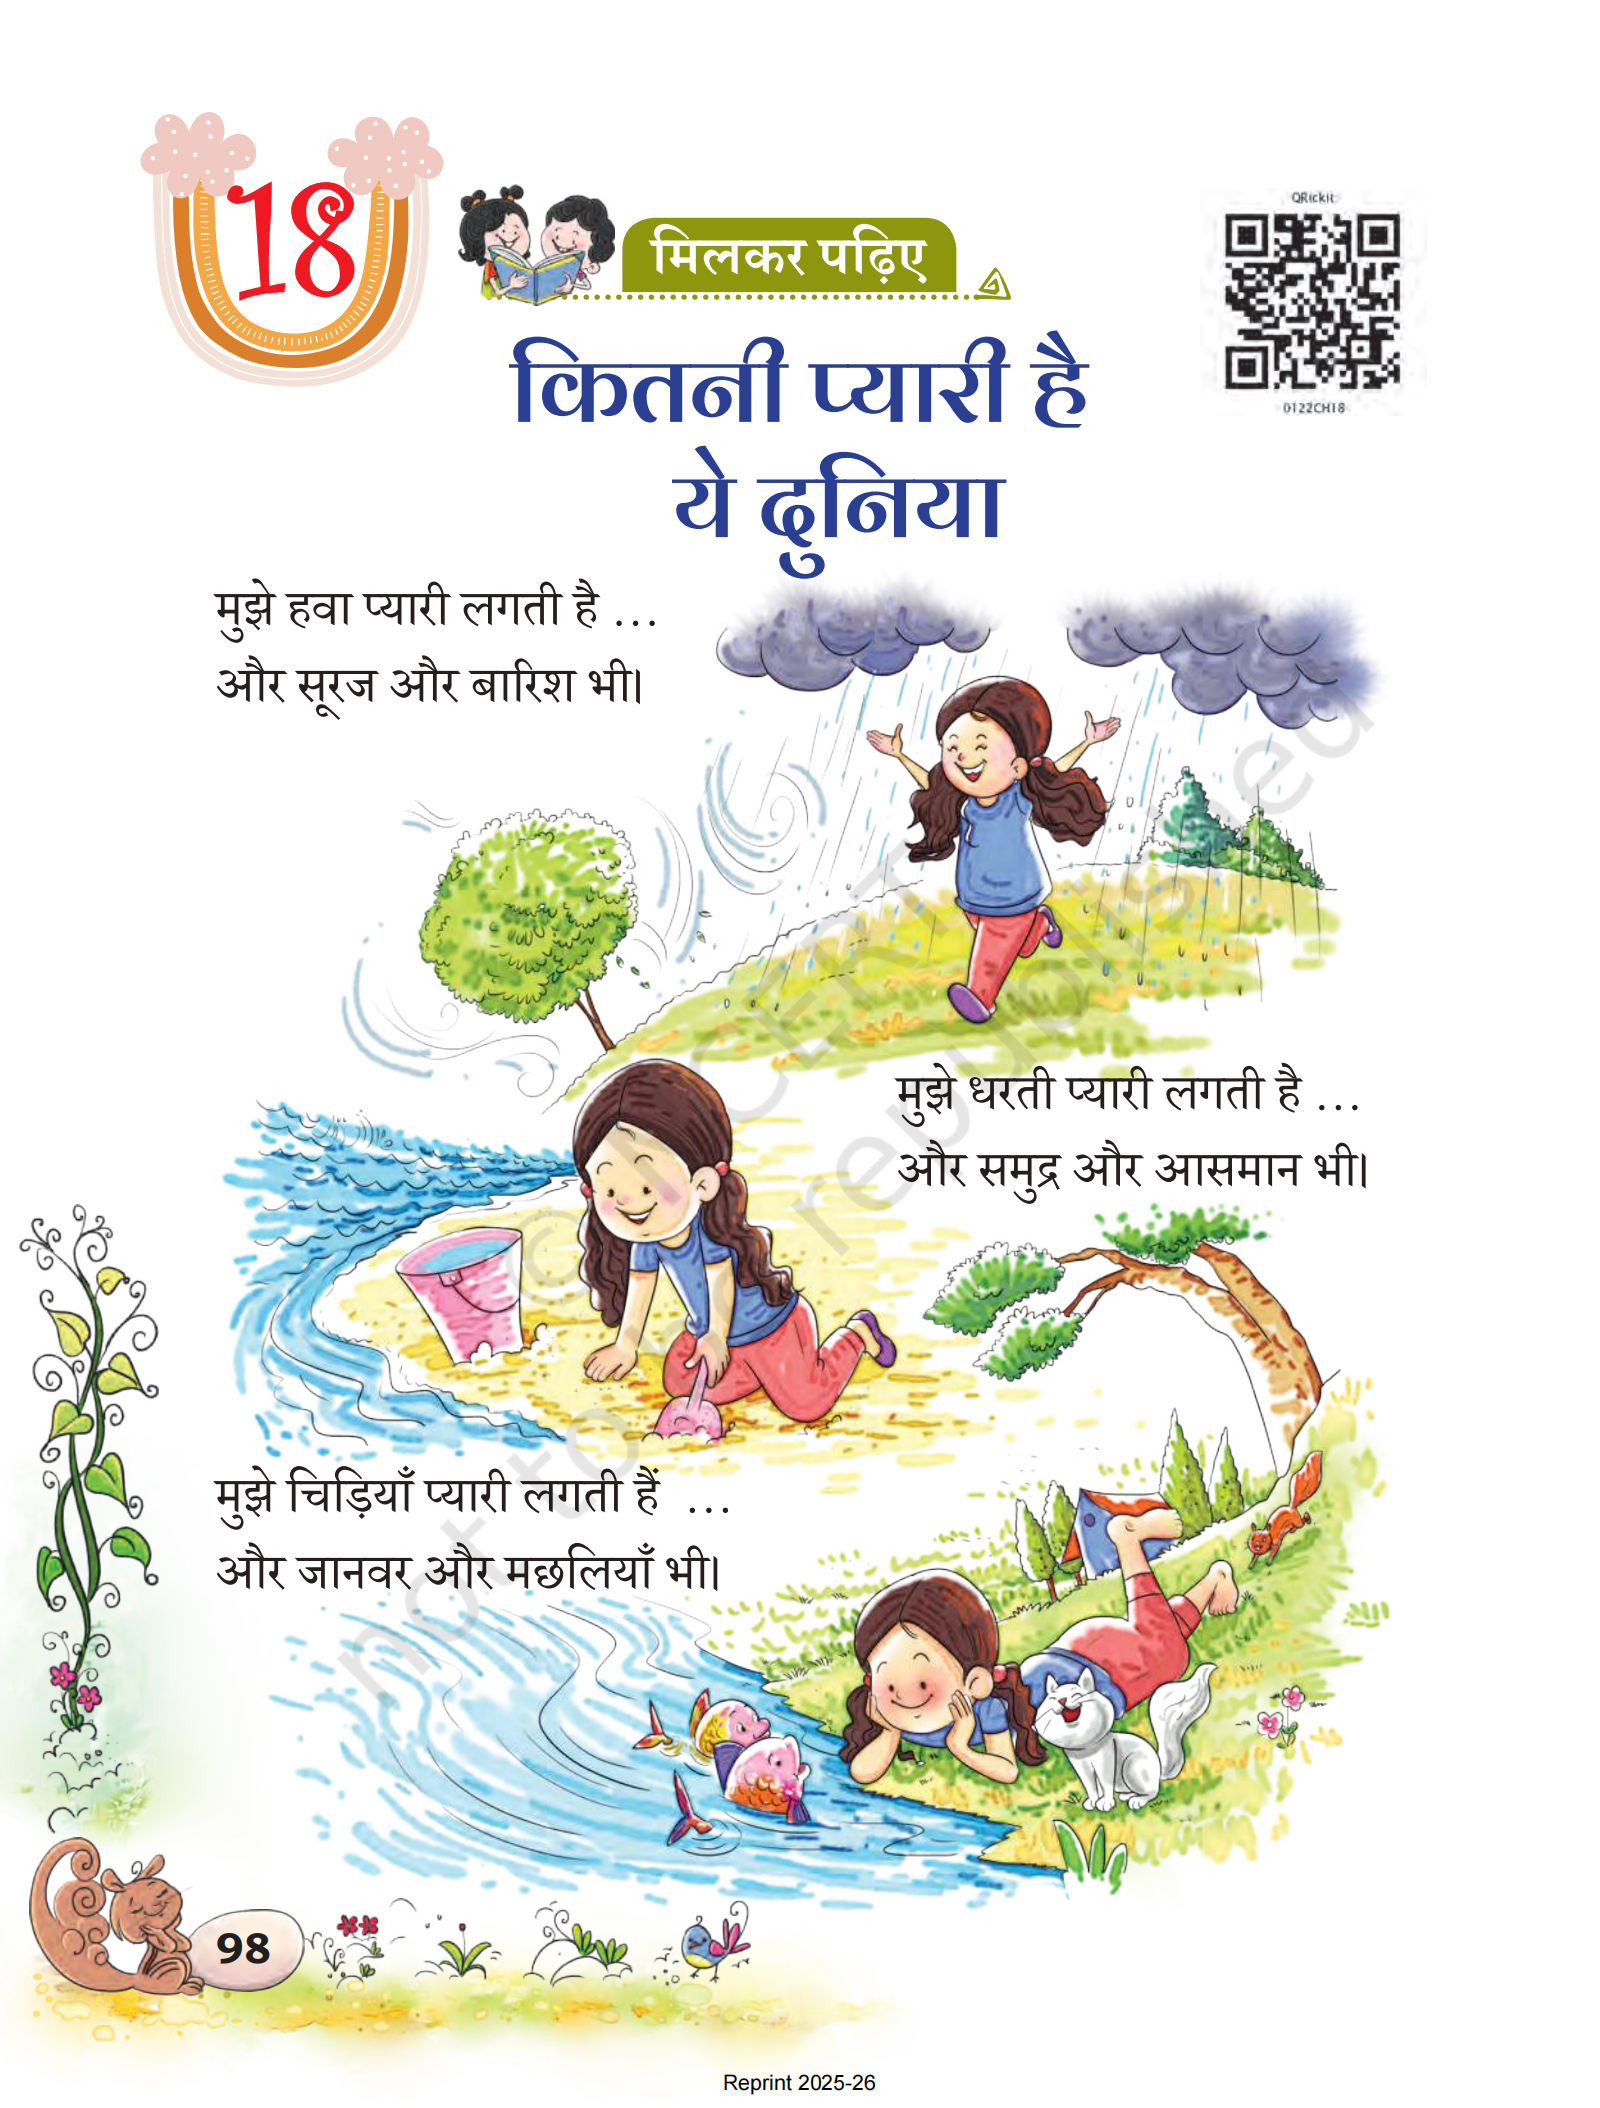 18
मिलकर पढ़िए
QRickit
0122CH18
कितनी प्यारी है
ये दुनिया
मुझे हवा प्यारी लगती है ...
और सूरज और बारिश भी।
मुझे धरती प्यारी लगती है ...
और समुद्र और आसमान भी।
मुझे चिड़ियाँ प्यारी लगती हैं ...
और जानवर और मछलियाँ भी।
© NCERT
not to be republished
98
Reprint 2025-26